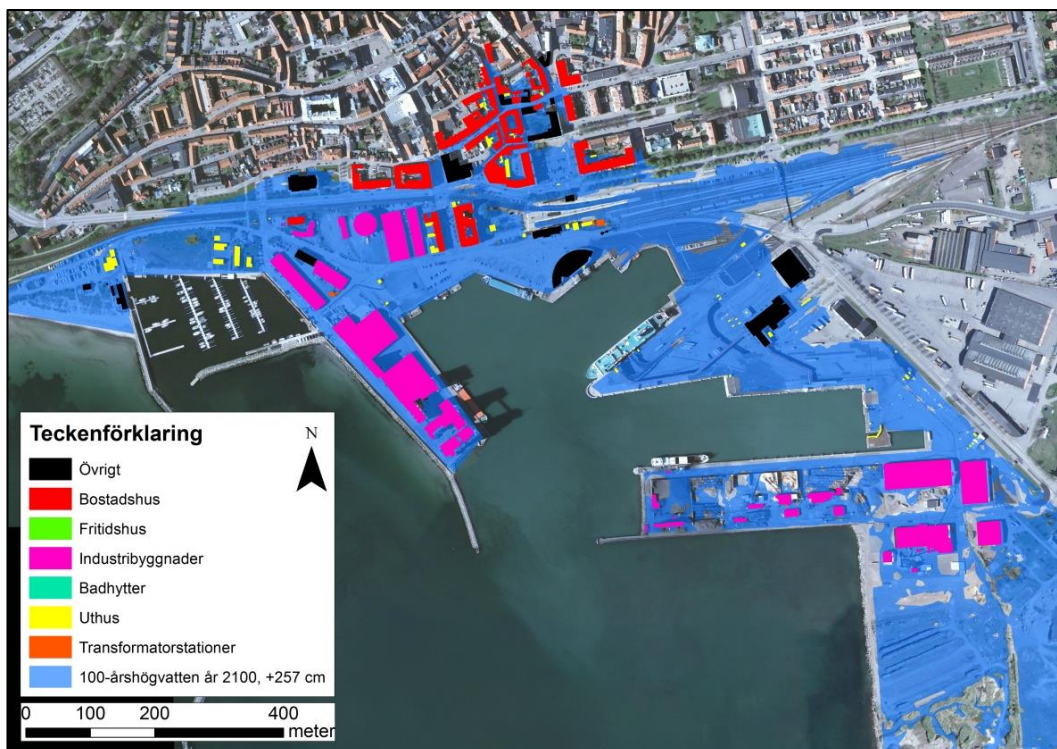 Teckenförklaring
N
Övrigt
Bostadshus
Fritidshus
Industribyggnader
Badhytter
Uthus
Transformatorstationer
100-årshögvatten år 2100, +257 cm
0 100 200 400
meter